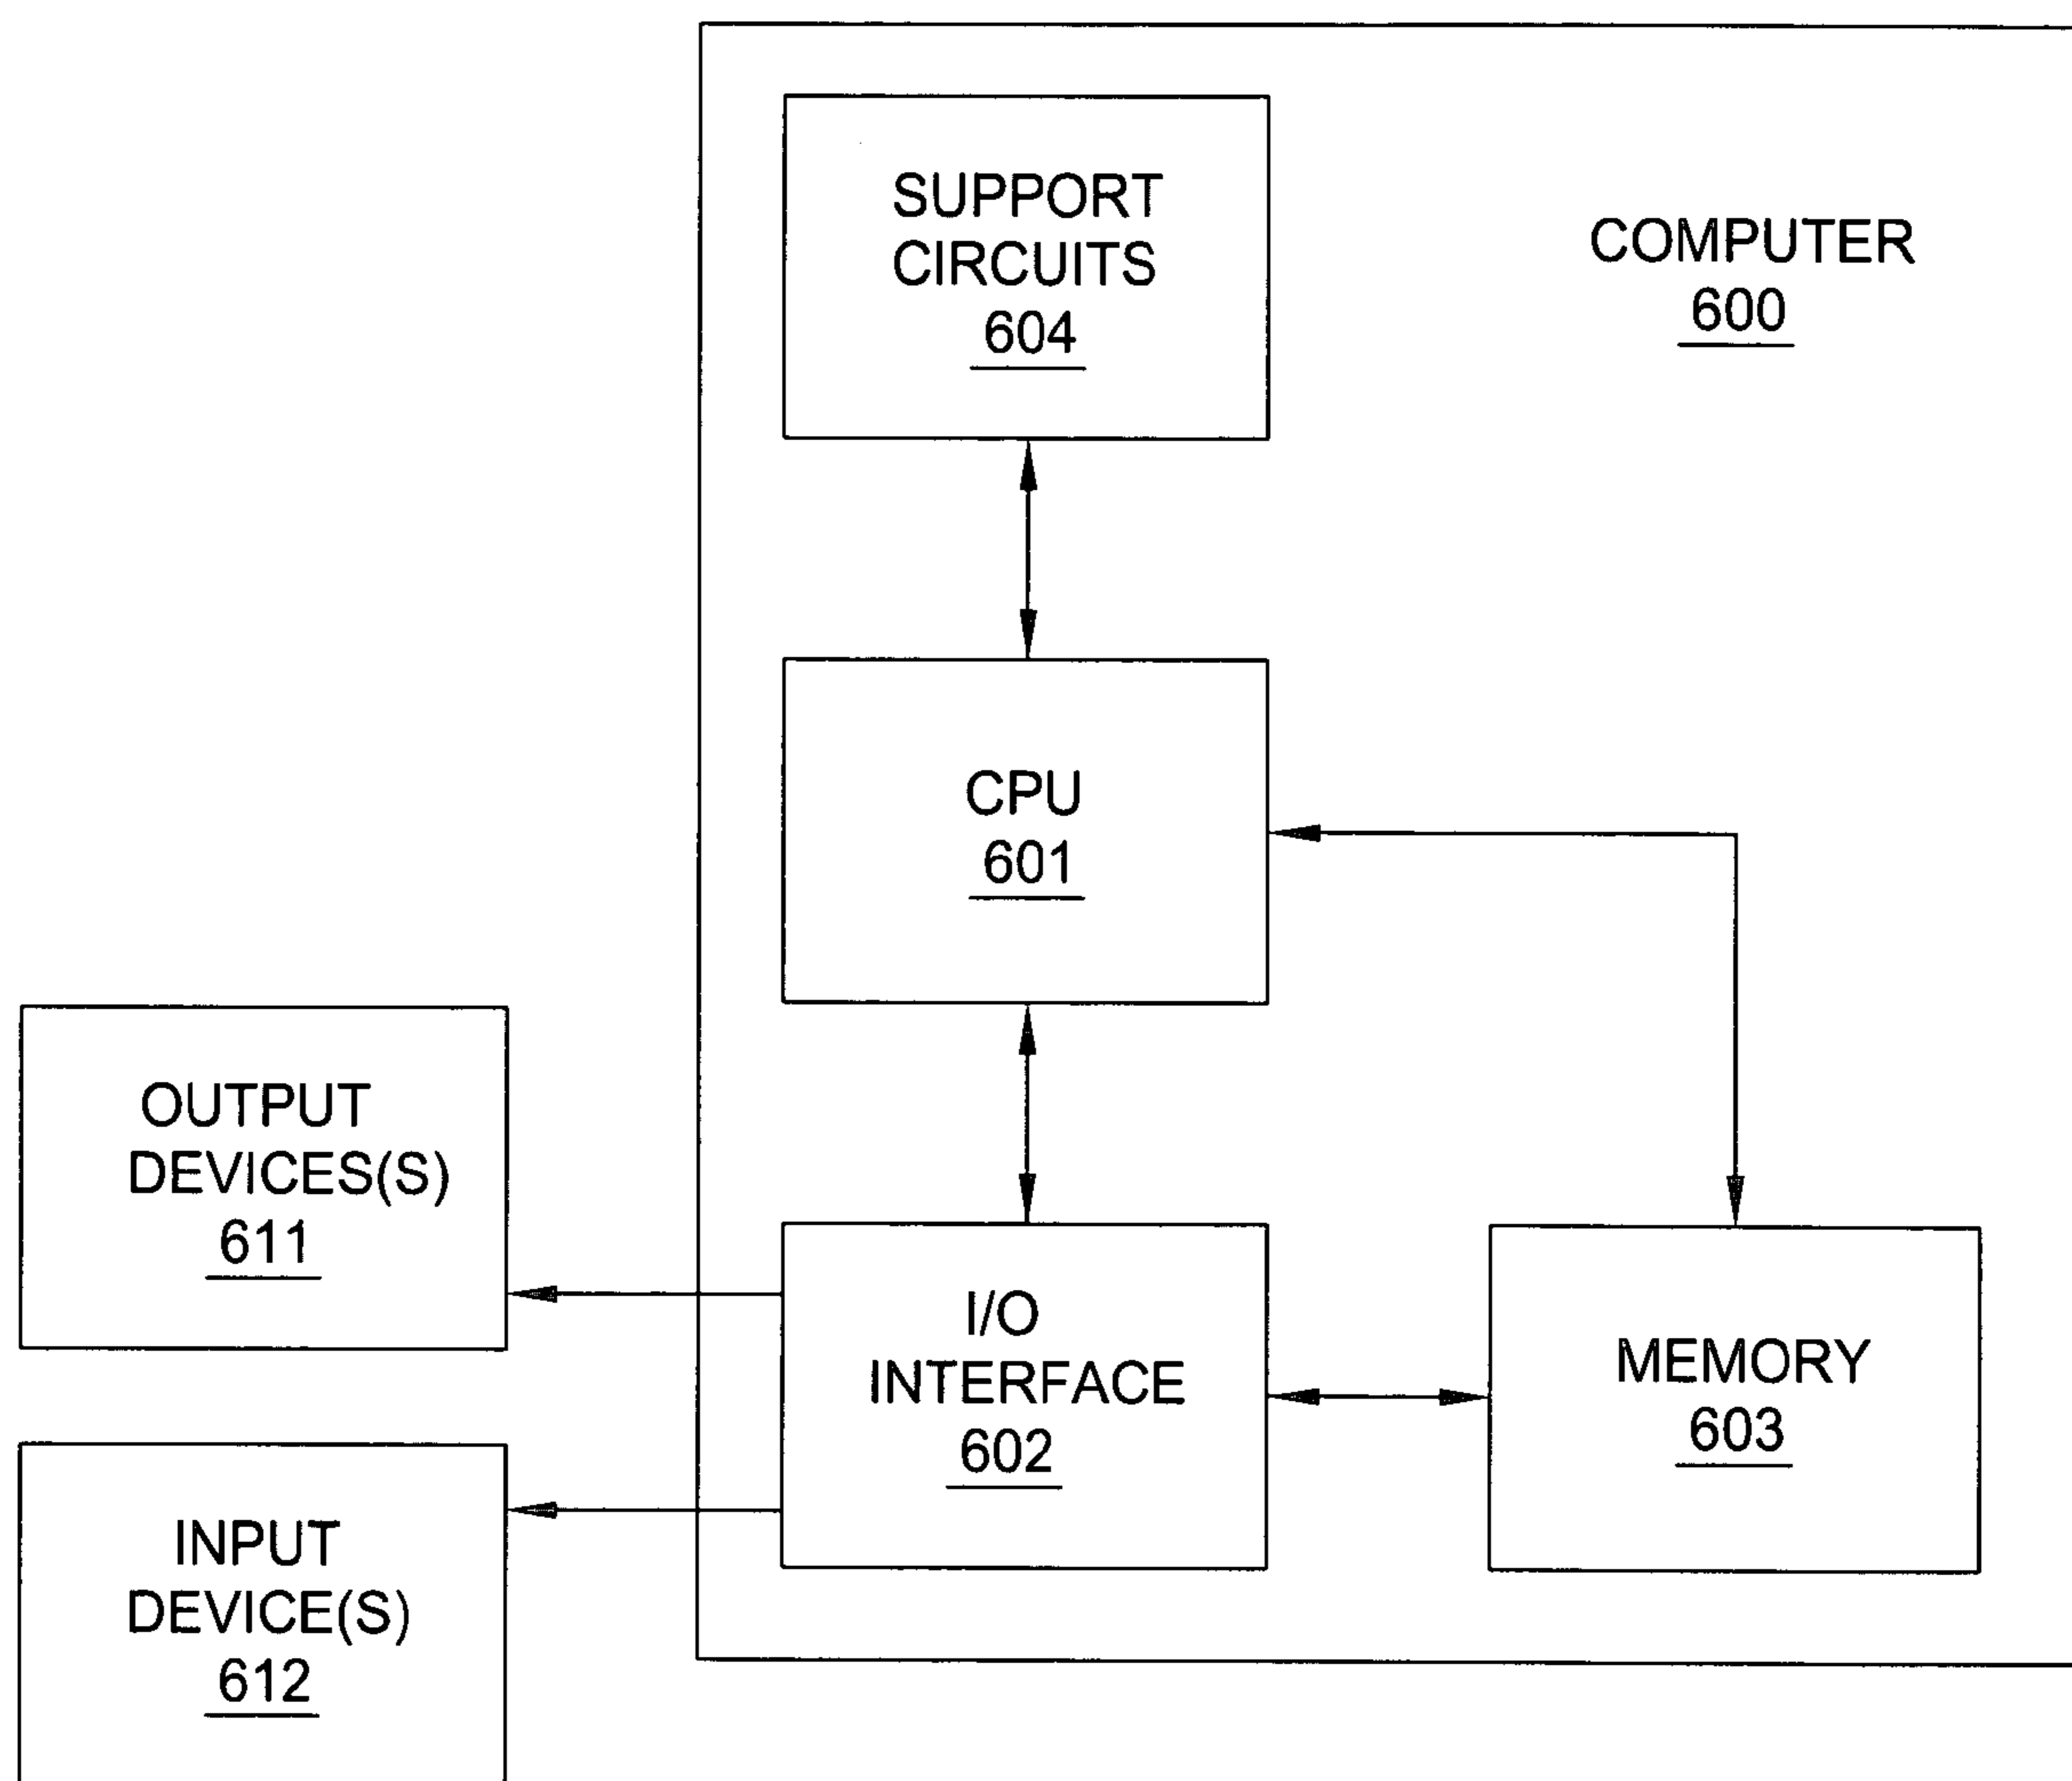 SUPPORT
CIRCUITS
604
COMPUTER
600
CPU
601
OUTPUT
DEVICES(S)
611
I/O
INTERFACE
602
MEMORY
603
INPUT
DEVICE(S)
612